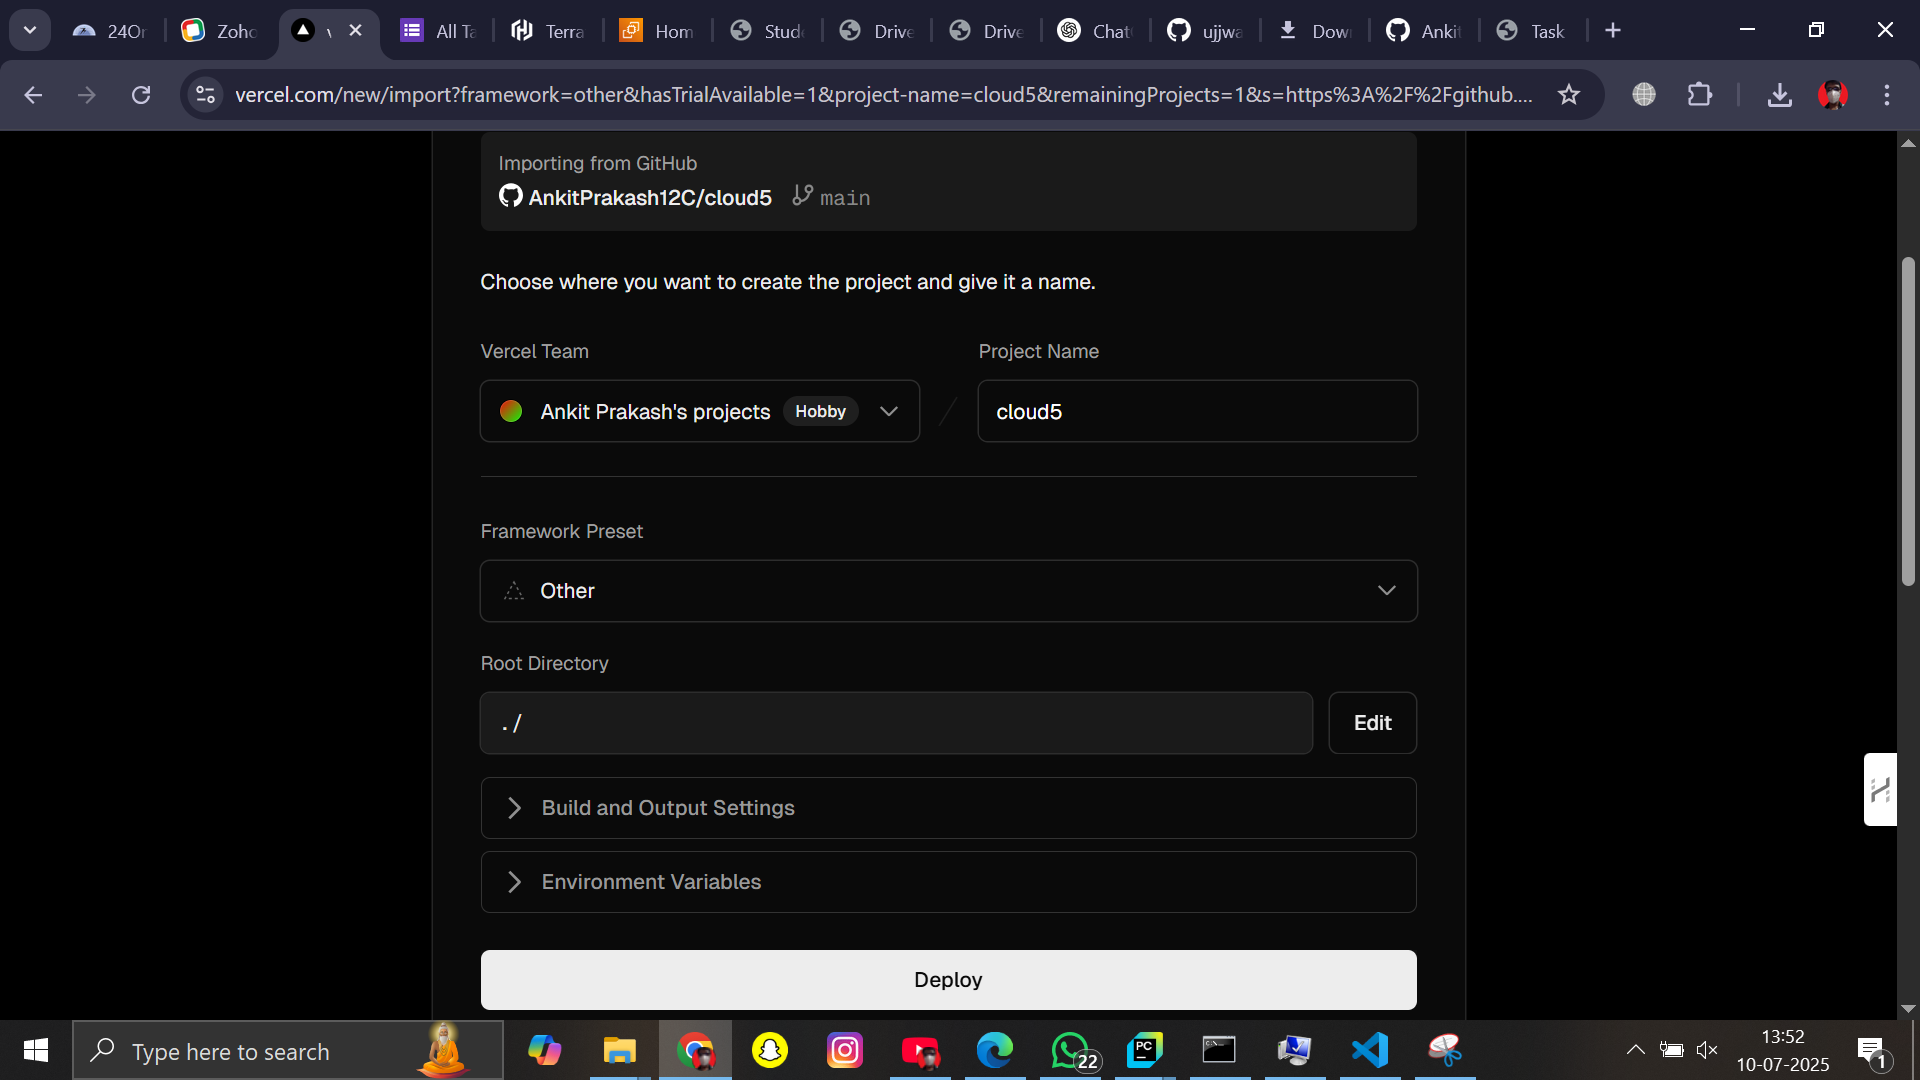 24Or
Zoho
All Ta
Terra
Hom
Stude
Drive
Drive
Chat
ujjwa
Dow
Ankit
Task
vercel.com/new/import?framework=other&hasTrialAvailable=1&project-name=cloud5&remainingProjects=1&s=https%3A%2F%2Fgithub....
Importing from GitHub
AnkitPrakash12C/cloud5 main
Choose where you want to create the project and give it a name.
Vercel Team
Project Name
Ankit Prakash's projects Hobby
/
cloud5
Framework Preset
Other
Root Directory
./
Edit
Build and Output Settings
Environment Variables
Deploy
Type here to search
PC
22
13:52
10-07-2025
1